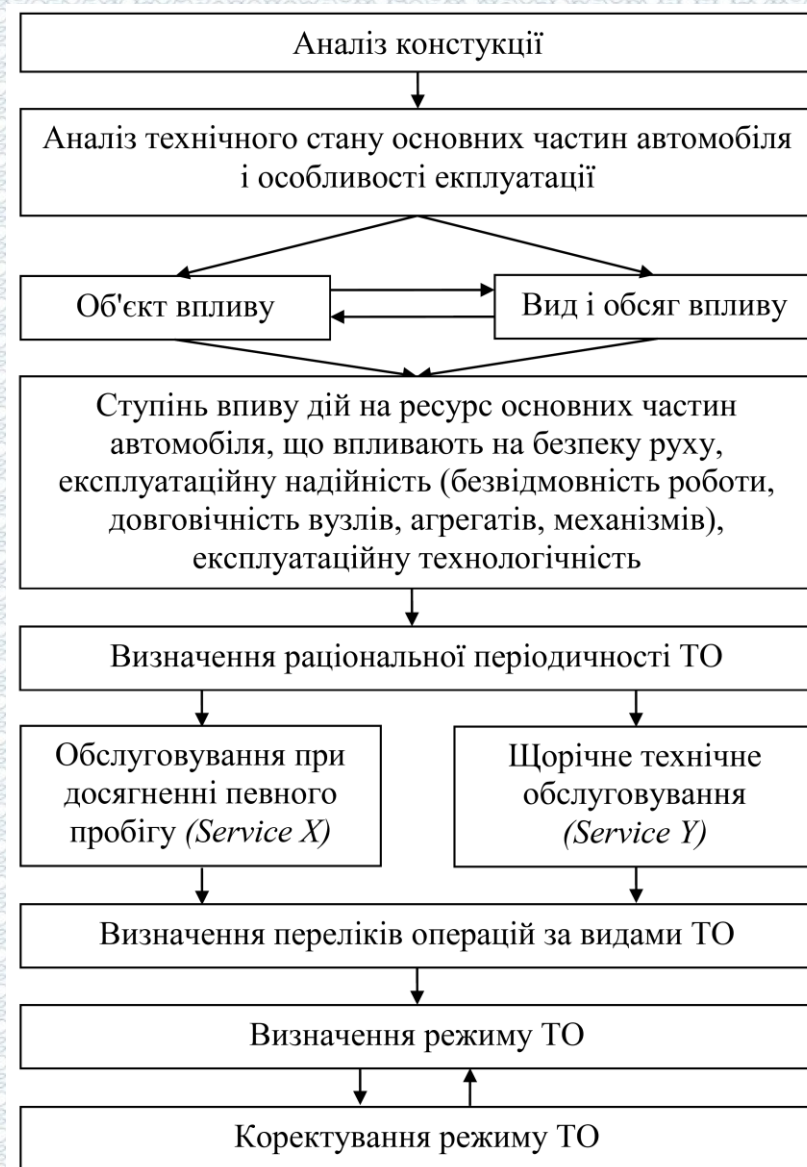 Аналіз констукції
Аналіз технічного стану основних частин автомобіля
і особливості екплуатації
Об'єкт впливу
Вид і обсяг впливу
Ступінь впиву дій на ресурс основних частин
автомобіля, що впливають на безпеку руху,
експлуатаційну надійність (безвідмовність роботи,
довговічність вузлів, агрегатів, механізмів),
експлуатаційну технологічність
Визначення раціональної періодичності ТО
Обслуговування при
досягненні певного
пробігу (Service X)
Щорічне технічне
обслуговування
(Service Y)
Визначення переліків операцій за видами ТО
Визначення режиму ТО
Коректування режиму ТО